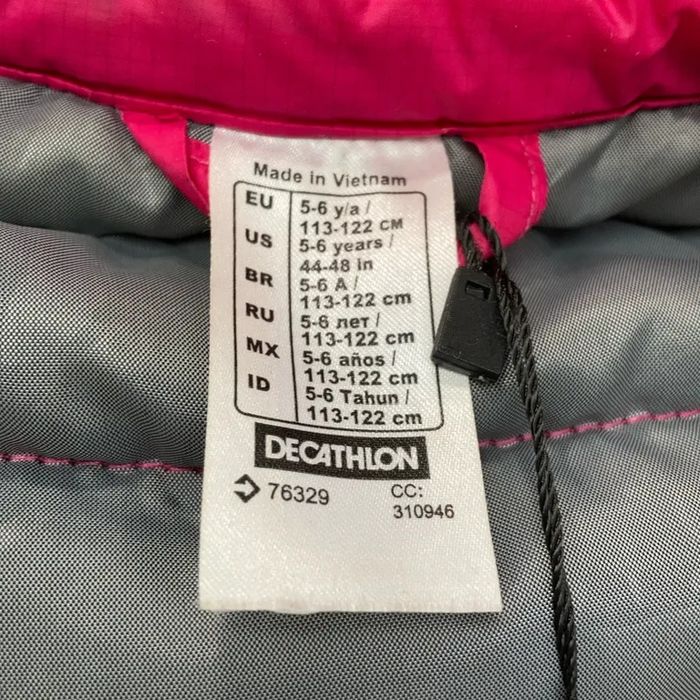 Made in Vietnam
EU 5-6 y/a /
113-122 CM
US 5-6 years /
44-48 in
BR 5-6 A /
113-122 cm
RU 5-6 лет /
113-122 cm
MX 5-6 años /
113-122 cm
ID 5-6 Tahun /
113-122 cm
DECATHLON
76329 CC:
310946